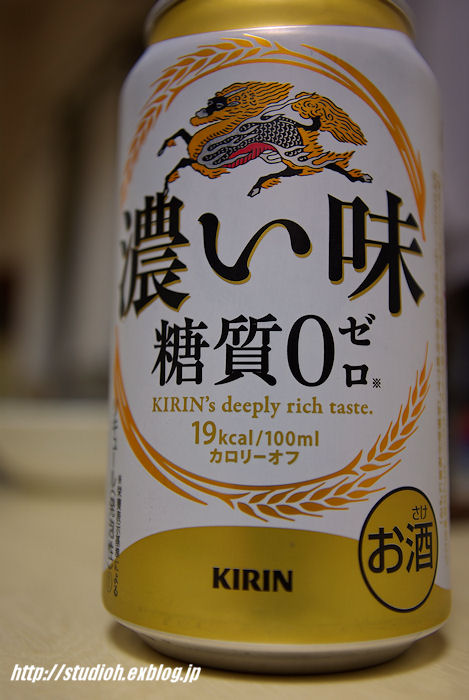 濃い味
糖質0ゼロ※
KIRIN's deeply rich taste.
19kcal/100ml
カロリーオフ
さけ
お酒
KIRIN
http://studioh.exblog.jp